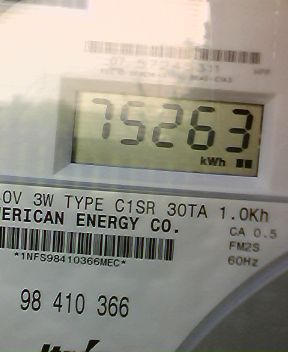 75263
kWh
0V 3W TYPE C1SR 30TA 1.0Kh
ERICAN ENERGY CO.
CA 0.5
FM2S
*1NFS98410366MEC*
60Hz
98 410 366